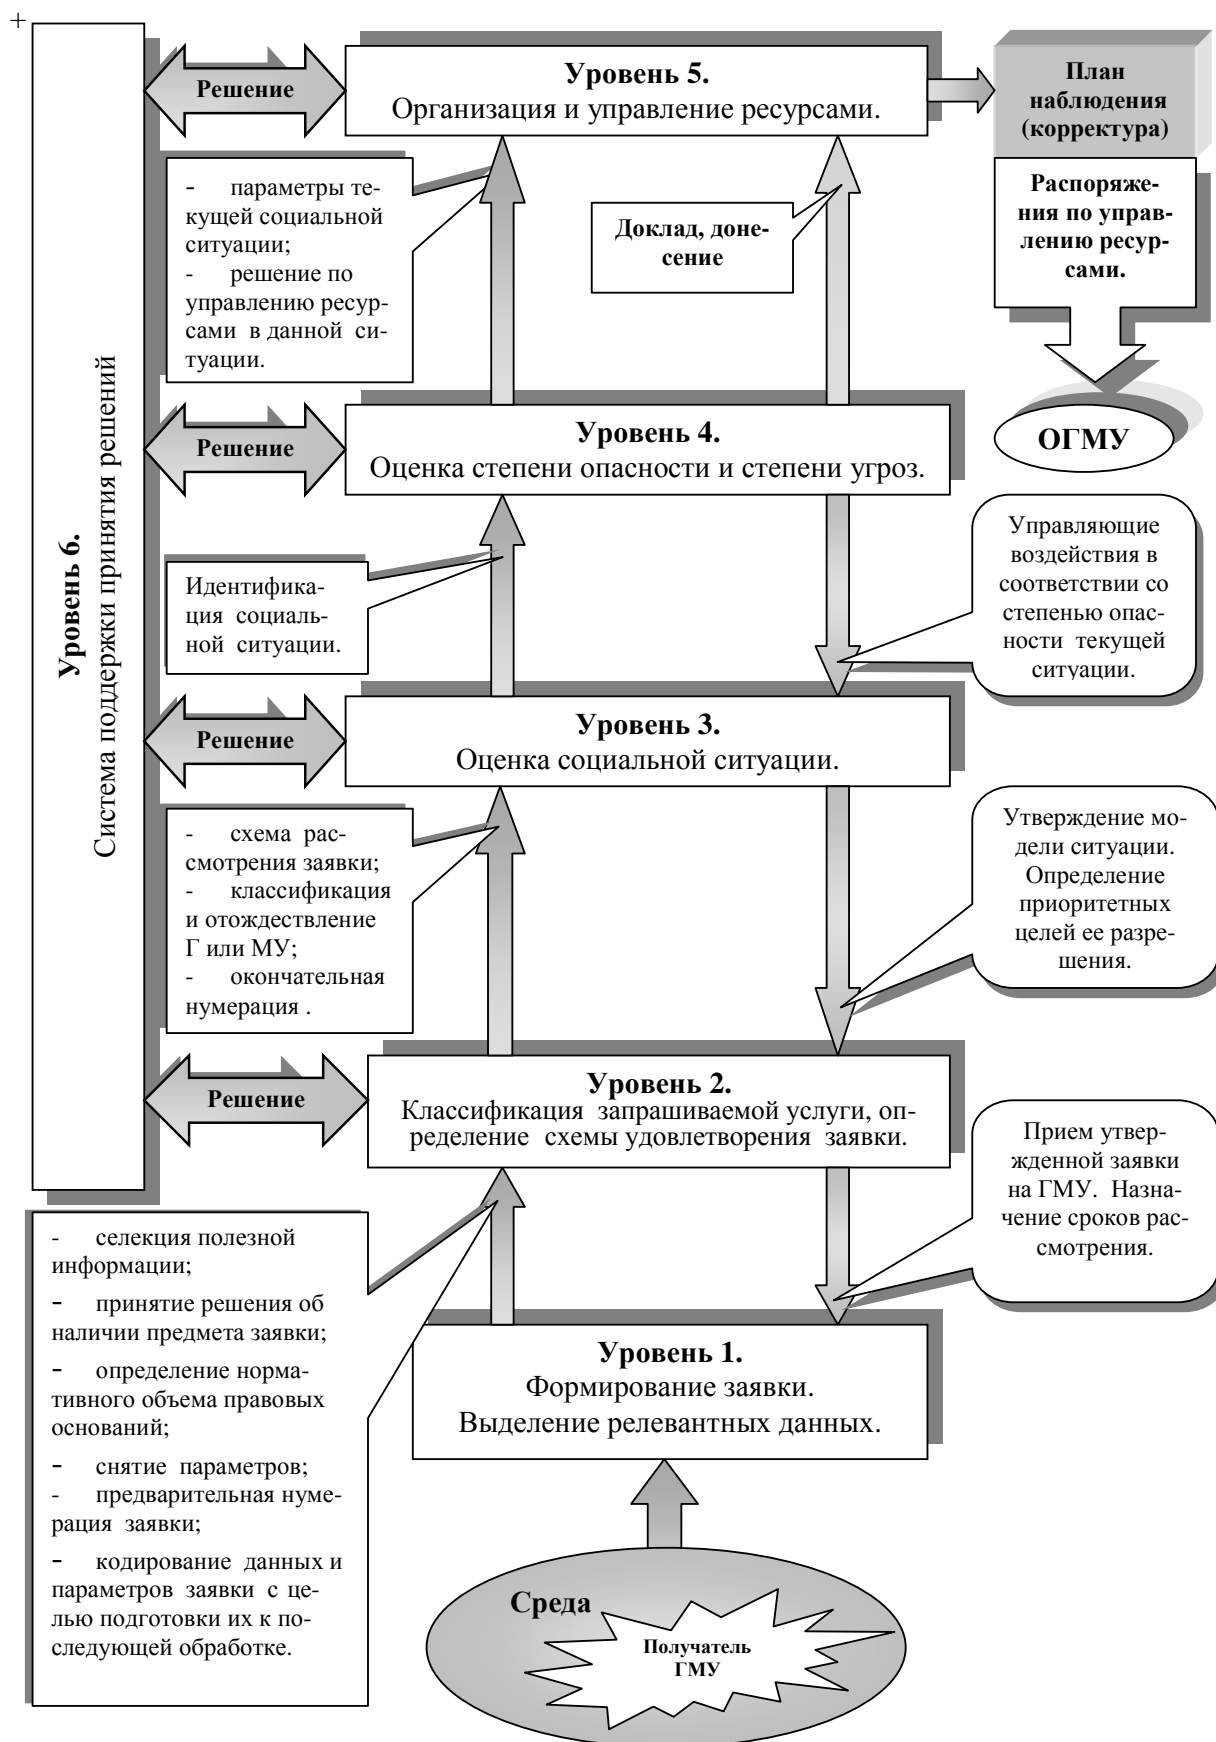 +
Уровень 6.
Система поддержки принятия решений
Решение
Уровень 5.
Организация и управление ресурсами.
План
наблюдения
(корректура)
Распоряже-
ния по управ-
лению ресур-
сами.
ОГМУ
- параметры те-
кущей социальной
ситуации;
- решение по
управлению ресур-
сами в данной си-
туации.
Доклад, доне-
сение
Решение
Уровень 4.
Оценка степени опасности и степени угроз.
Управляющие
воздействия в
соответствии со
степенью опас-
ности текущей
ситуации.
Идентифика-
ция социаль-
ной ситуации.
Решение
Уровень 3.
Оценка социальной ситуации.
- схема рас-
смотрения заявки;
- классификация
и отождествление
Г или МУ;
- окончательная
нумерация .
Утверждение мо-
дели ситуации.
Определение
приоритетных
целей ее разре-
шения.
Решение
Уровень 2.
Классификация запрашиваемой услуги, оп-
ределение схемы удовлетворения заявки.
Прием утвер-
жденной заявки
на ГМУ. Назна-
чение сроков рас-
смотрения.
- селекция полезной
информации;
- принятие решения об
наличии предмета заявки;
- определение норма-
тивного объема правовых
оснований;
- снятие параметров;
- предварительная нуме-
рация заявки;
- кодирование данных и
параметров заявки с це-
лью подготовки их к по-
следующей обработке.
Уровень 1.
Формирование заявки.
Выделение релевантных данных.
Среда
Получатель
ГМУ